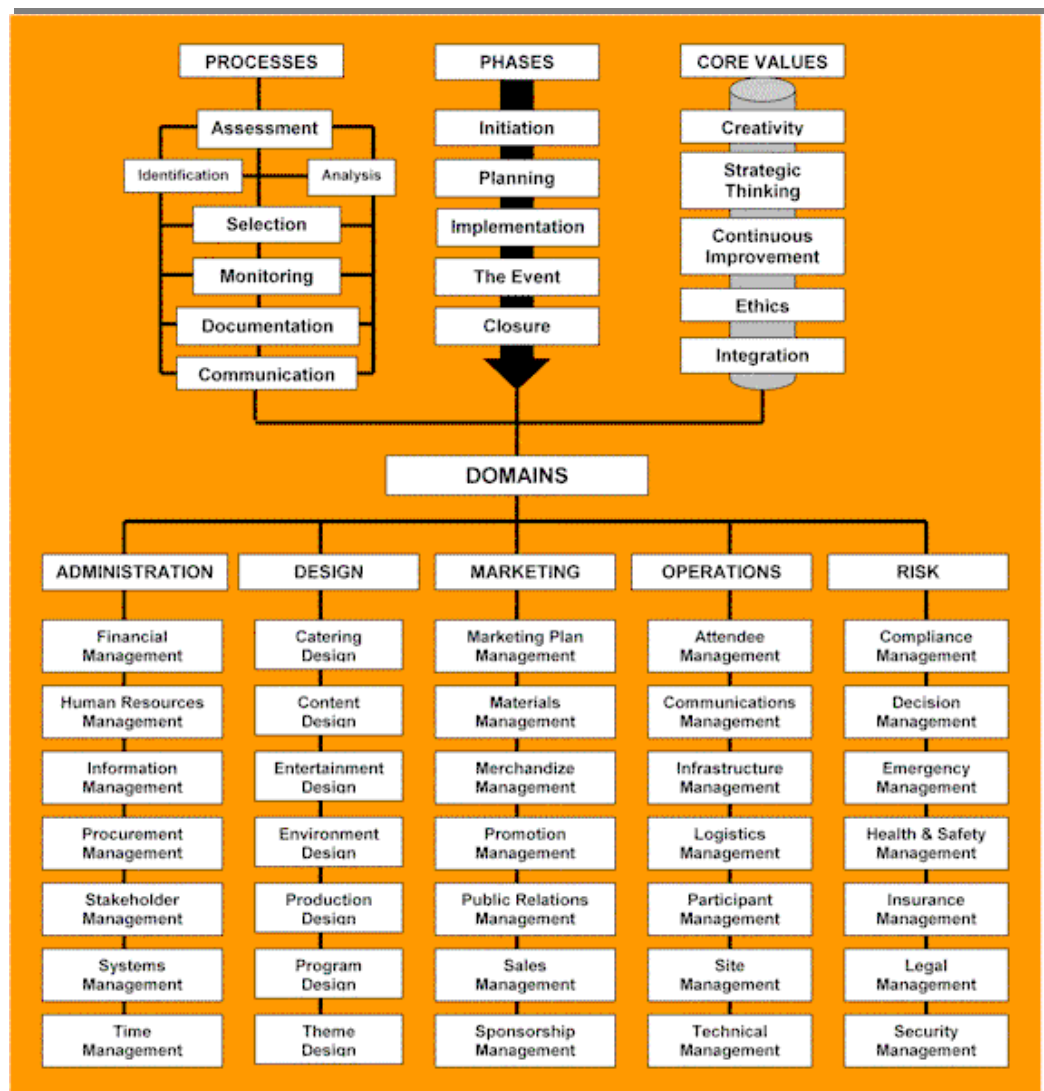 PROCESSES
Assessment
Identification
Analysis
Selection
Monitoring
Documentation
Communication
PHASES
Initiation
Planning
Implementation
The Event
Closure
CORE VALUES
Creativity
Strategic
Thinking
Continuous
Improvement
Ethics
Integration
DOMAINS
ADMINISTRATION
Financial
Management
Human Resources
Management
Information
Management
Procurement
Management
Stakeholder
Management
Systems
Management
Time
Management
DESIGN
Catering
Design
Content
Design
Entertainment
Design
Environment
Design
Production
Design
Program
Design
Theme
Design
MARKETING
Marketing Plan
Management
Materials
Management
Merchandize
Management
Promotion
Management
Public Relations
Management
Sales
Management
Sponsorship
Management
OPERATIONS
Attendee
Management
Communications
Management
Infrastructure
Management
Logistics
Management
Participant
Management
Site
Management
Technical
Management
RISK
Compliance
Management
Decision
Management
Emergency
Management
Health & Safety
Management
Insurance
Management
Legal
Management
Security
Management